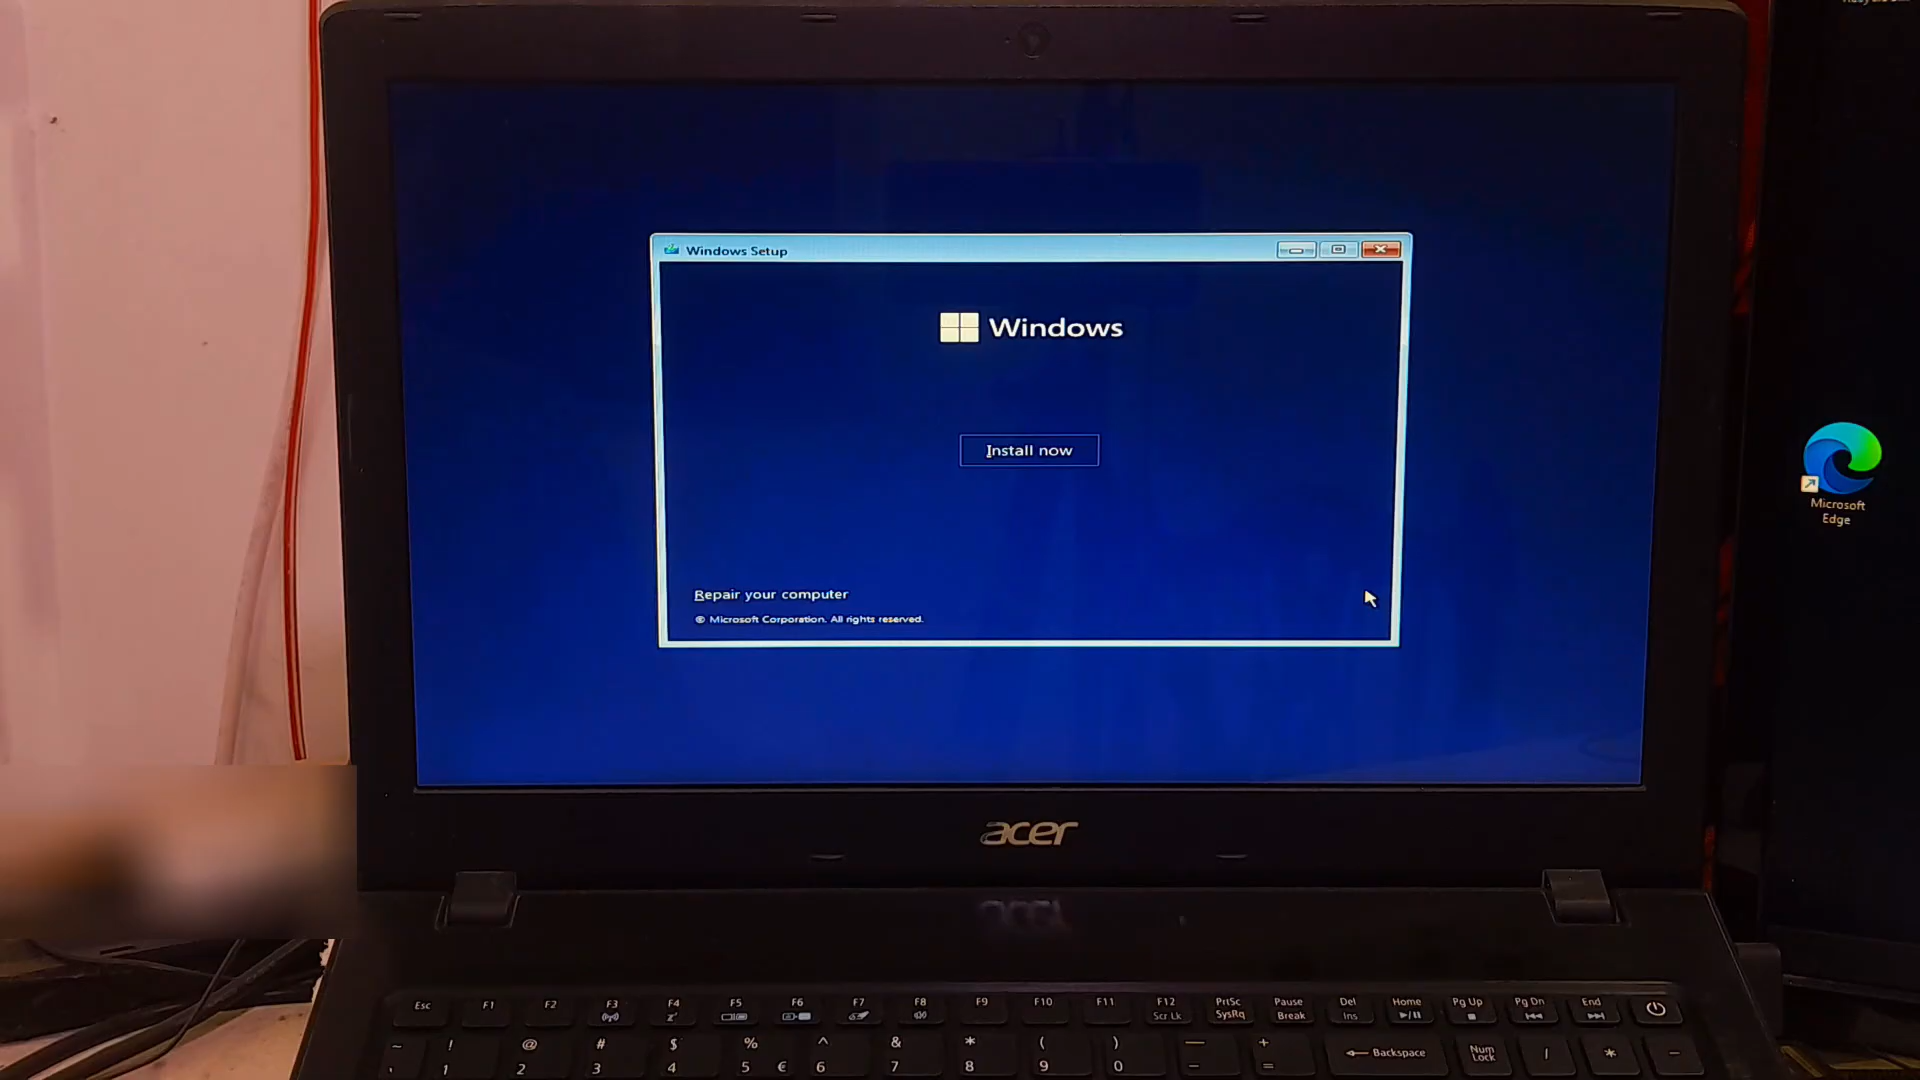 Windows Setup
Windows
Install now
Repair your computer
© Microsoft Corporation. All rights reserved.
Microsoft
Edge
acer
Esc F1 F2 F3 F4 F5 F6 F7 F8 F9 F10 F11 F12 PrtSc Pause Del Home Pg Up Pg Dn End
Scr Lk SysRq Break Ins
~ ! @ # $ % ^ & * ( ) — +
1 2 3 4 5 € 6 7 8 9 0 – = Backspace Num Lock / * –